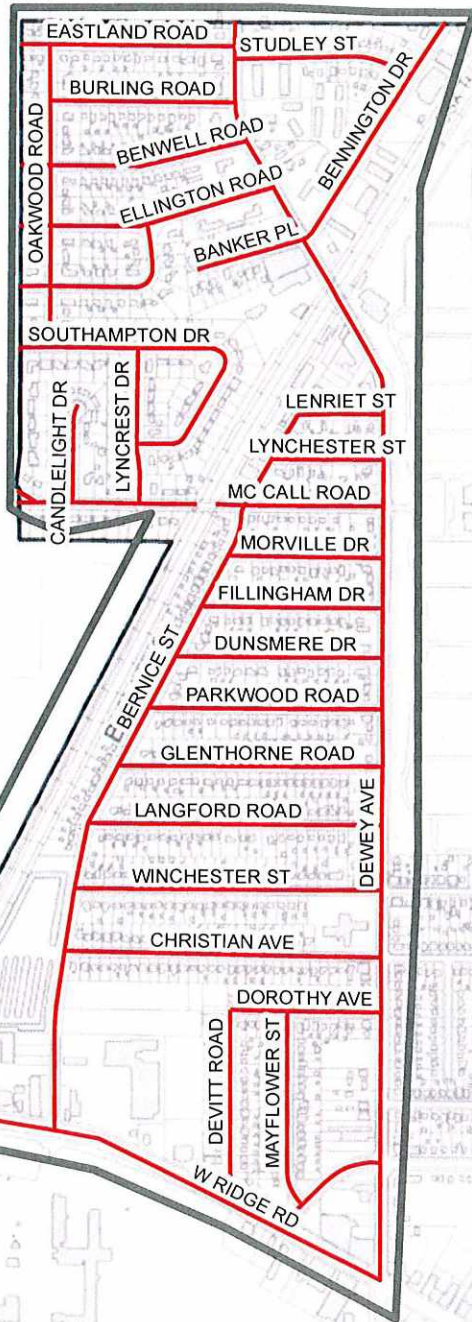 EASTLAND ROAD
STUDLEY ST
BURLING ROAD
BENNINGTON DR
BENWELL ROAD
OAKWOOD ROAD
ELLINGTON ROAD
BANKER PL
SOUTHAMPTON DR
CANDLELIGHT DR
LYNCREST DR
LENRIET ST
LYNCHESTER ST
MC CALL ROAD
MORVILLE DR
FILLINGHAM DR
DUNSMERE DR
BERNICE ST
PARKWOOD ROAD
GLENTHORNE ROAD
LANGFORD ROAD
DEWEY AVE
WINCHESTER ST
CHRISTIAN AVE
DOROTHY AVE
DEVITT ROAD
MAYFLOWER ST
W RIDGE RD